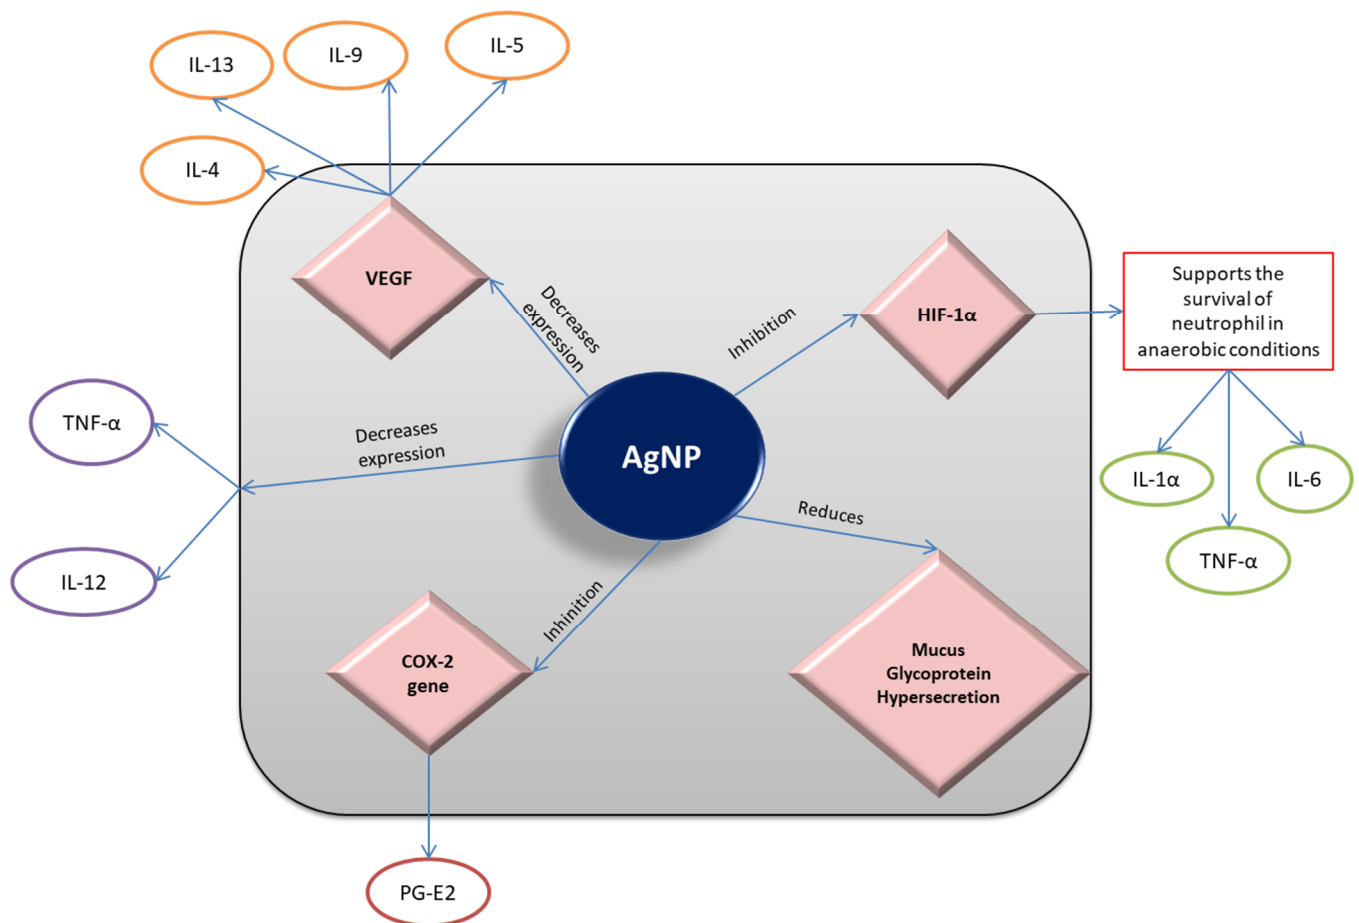 IL-13
IL-9
IL-5
IL-4
VEGF
Decreases
expression
Inhibition
HIF-1α
Supports the
survival of
neutrophil in
anaerobic conditions
TNF-α
Decreases
expression
AgNP
IL-1α
IL-6
TNF-α
Reduces
IL-12
Inhinition
COX-2
gene
Mucus
Glycoprotein
Hypersecretion
PG-E2